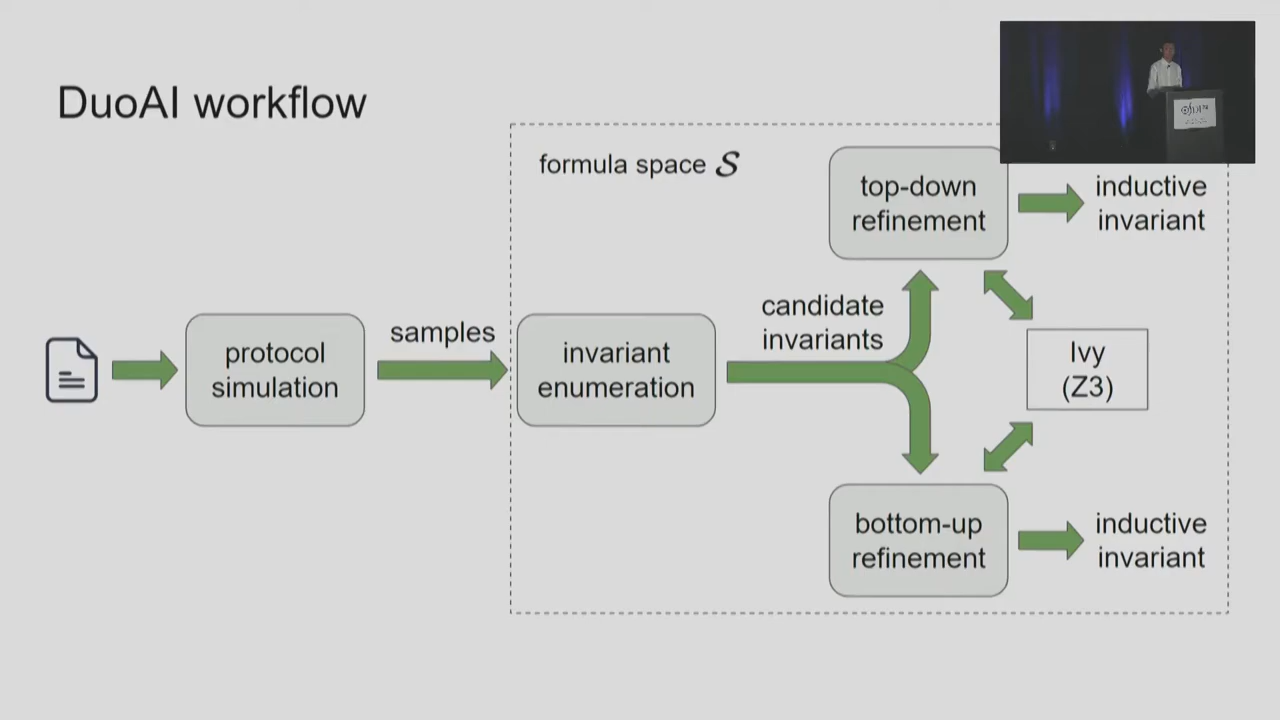 DuoAI workflow
formula space S
top-down
refinement
inductive
invariant
candidate
invariants
samples
protocol
simulation
invariant
enumeration
Ivy
(Z3)
bottom-up
refinement
inductive
invariant